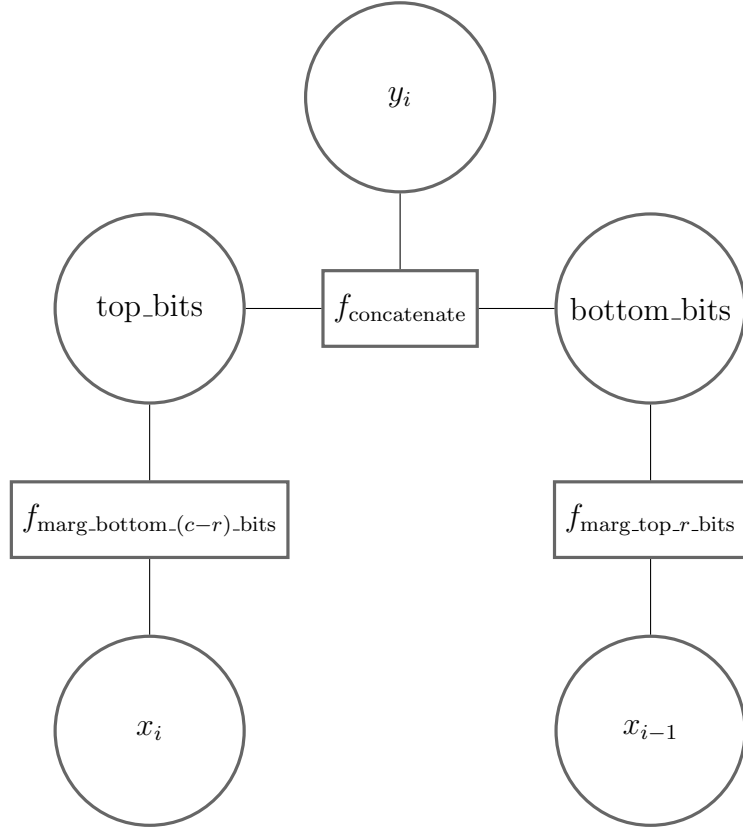 y_i
top_bits
f_concatenate
bottom_bits
f_marg_bottom_(c−r)_bits
f_marg_top_r_bits
x_i
x_{i−1}